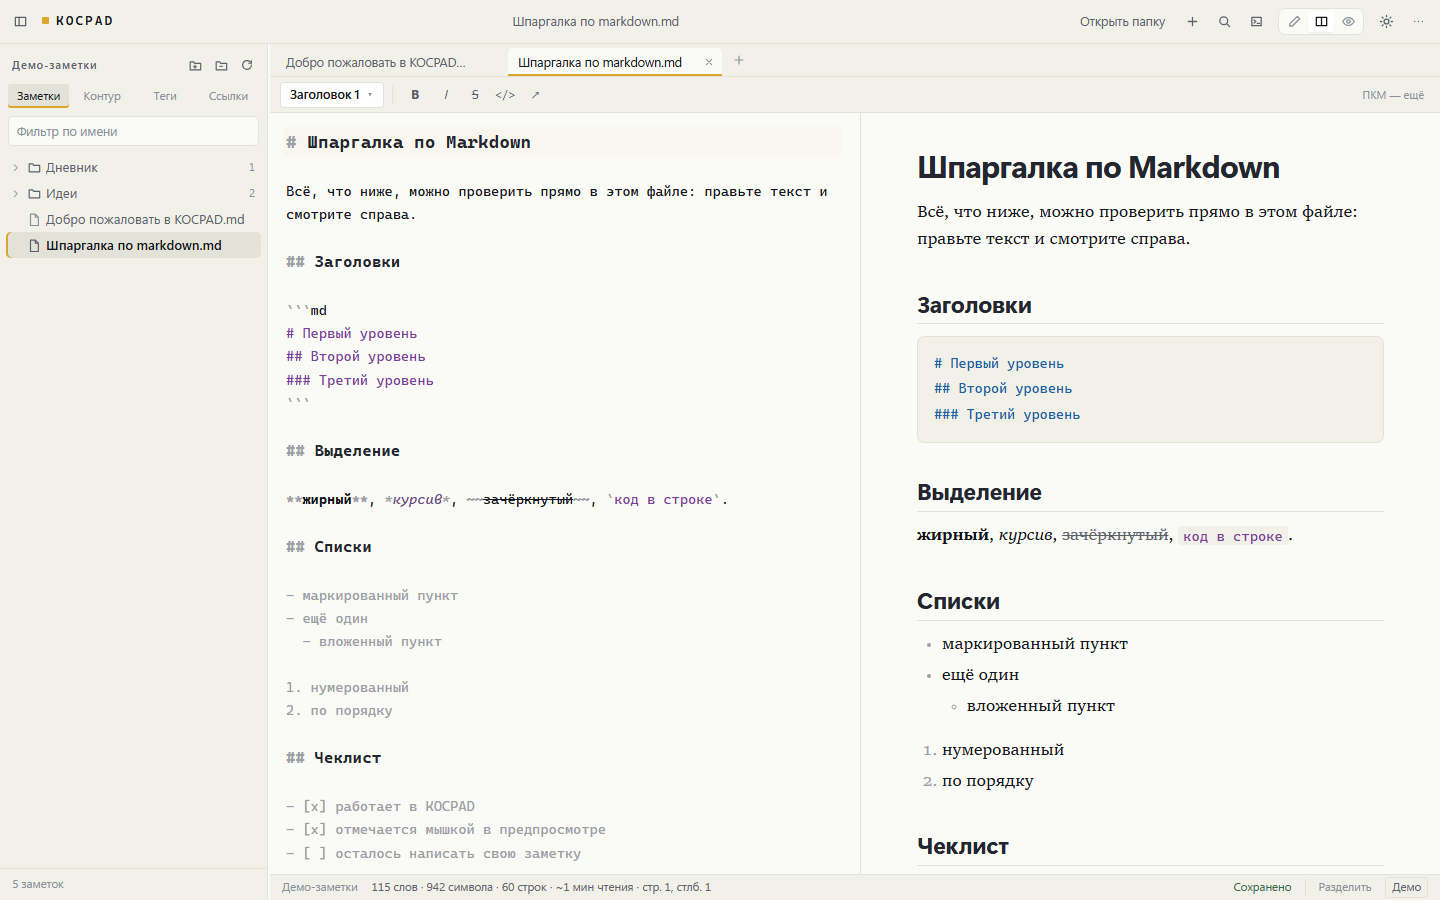 КОСРАD
Шпаргалка по markdown.md
Открыть папку
Демо-заметки
Заметки
Контур
Теги
Ссылки
Фильтр по имени
Дневник 1
Идеи 2
Добро пожаловать в KOCPAD.md
Шпаргалка по markdown.md
5 заметок
Добро пожаловать в KOCPAD...
Шпаргалка по markdown.md
Заголовок 1
B I S </>
ПКМ — ещё
# Шпаргалка по Markdown
Всё, что ниже, можно проверить прямо в этом файле: правьте текст и
смотрите справа.
## Заголовки
```md
# Первый уровень
## Второй уровень
### Третий уровень
```
## Выделение
**жирный**, *курсив*, ~~зачёркнутый~~, `код в строке`.
## Списки
- маркированный пункт
- ещё один
  - вложенный пункт
1. нумерованный
2. по порядку
## Чеклист
- [x] работает в KOCPAD
- [x] отмечается мышкой в предпросмотре
- [ ] осталось написать свою заметку
Шпаргалка по Markdown
Всё, что ниже, можно проверить прямо в этом файле:
правьте текст и смотрите справа.
Заголовки
# Первый уровень
## Второй уровень
### Третий уровень
Выделение
жирный, курсив, зачёркнутый, код в строке.
Списки
• маркированный пункт
• ещё один
◦ вложенный пункт
1. нумерованный
2. по порядку
Чеклист
Демо-заметки
115 слов · 942 символа · 60 строк · ~1 мин чтения · стр. 1, стлб. 1
Сохранено
Разделить
Демо